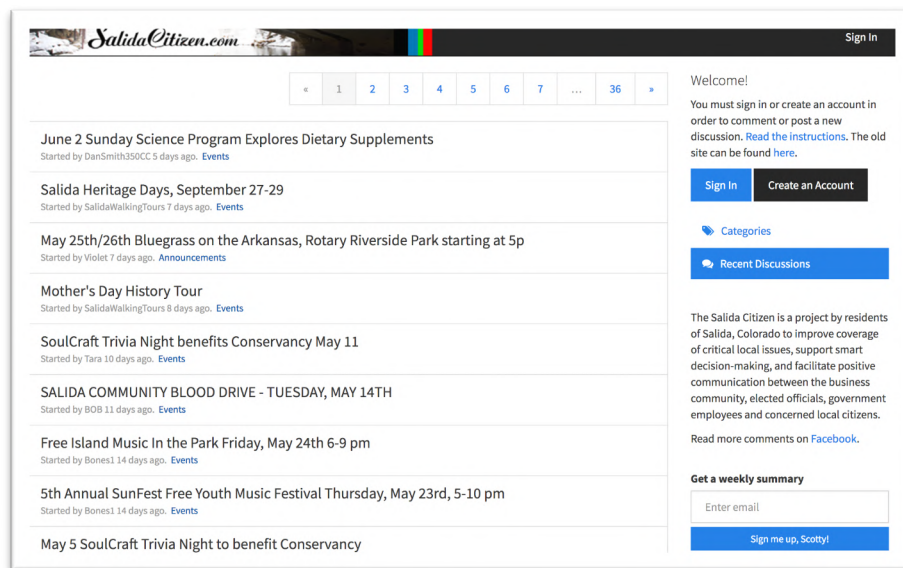 SalidaCitizen.com
Sign In
« 1 2 3 4 5 6 7 ... 36 »
June 2 Sunday Science Program Explores Dietary Supplements
Started by DanSmith350CC 5 days ago. Events
Salida Heritage Days, September 27-29
Started by SalidaWalkingTours 7 days ago. Events
May 25th/26th Bluegrass on the Arkansas, Rotary Riverside Park starting at 5p
Started by Violet 7 days ago. Announcements
Mother's Day History Tour
Started by SalidaWalkingTours 8 days ago. Events
SoulCraft Trivia Night benefits Conservancy May 11
Started by Tara 10 days ago. Events
SALIDA COMMUNITY BLOOD DRIVE - TUESDAY, MAY 14TH
Started by BOB 11 days ago. Events
Free Island Music In the Park Friday, May 24th 6-9 pm
Started by Bones1 14 days ago. Events
5th Annual SunFest Free Youth Music Festival Thursday, May 23rd, 5-10 pm
Started by Bones1 14 days ago. Events
May 5 SoulCraft Trivia Night to benefit Conservancy
Welcome!
You must sign in or create an account in
order to comment or post a new
discussion. Read the instructions. The old
site can be found here.
Sign In
Create an Account
Categories
Recent Discussions
The Salida Citizen is a project by residents
of Salida, Colorado to improve coverage
of critical local issues, support smart
decision-making, and facilitate positive
communication between the business
community, elected officials, government
employees and concerned local citizens.
Read more comments on Facebook.
Get a weekly summary
Enter email
Sign me up, Scotty!